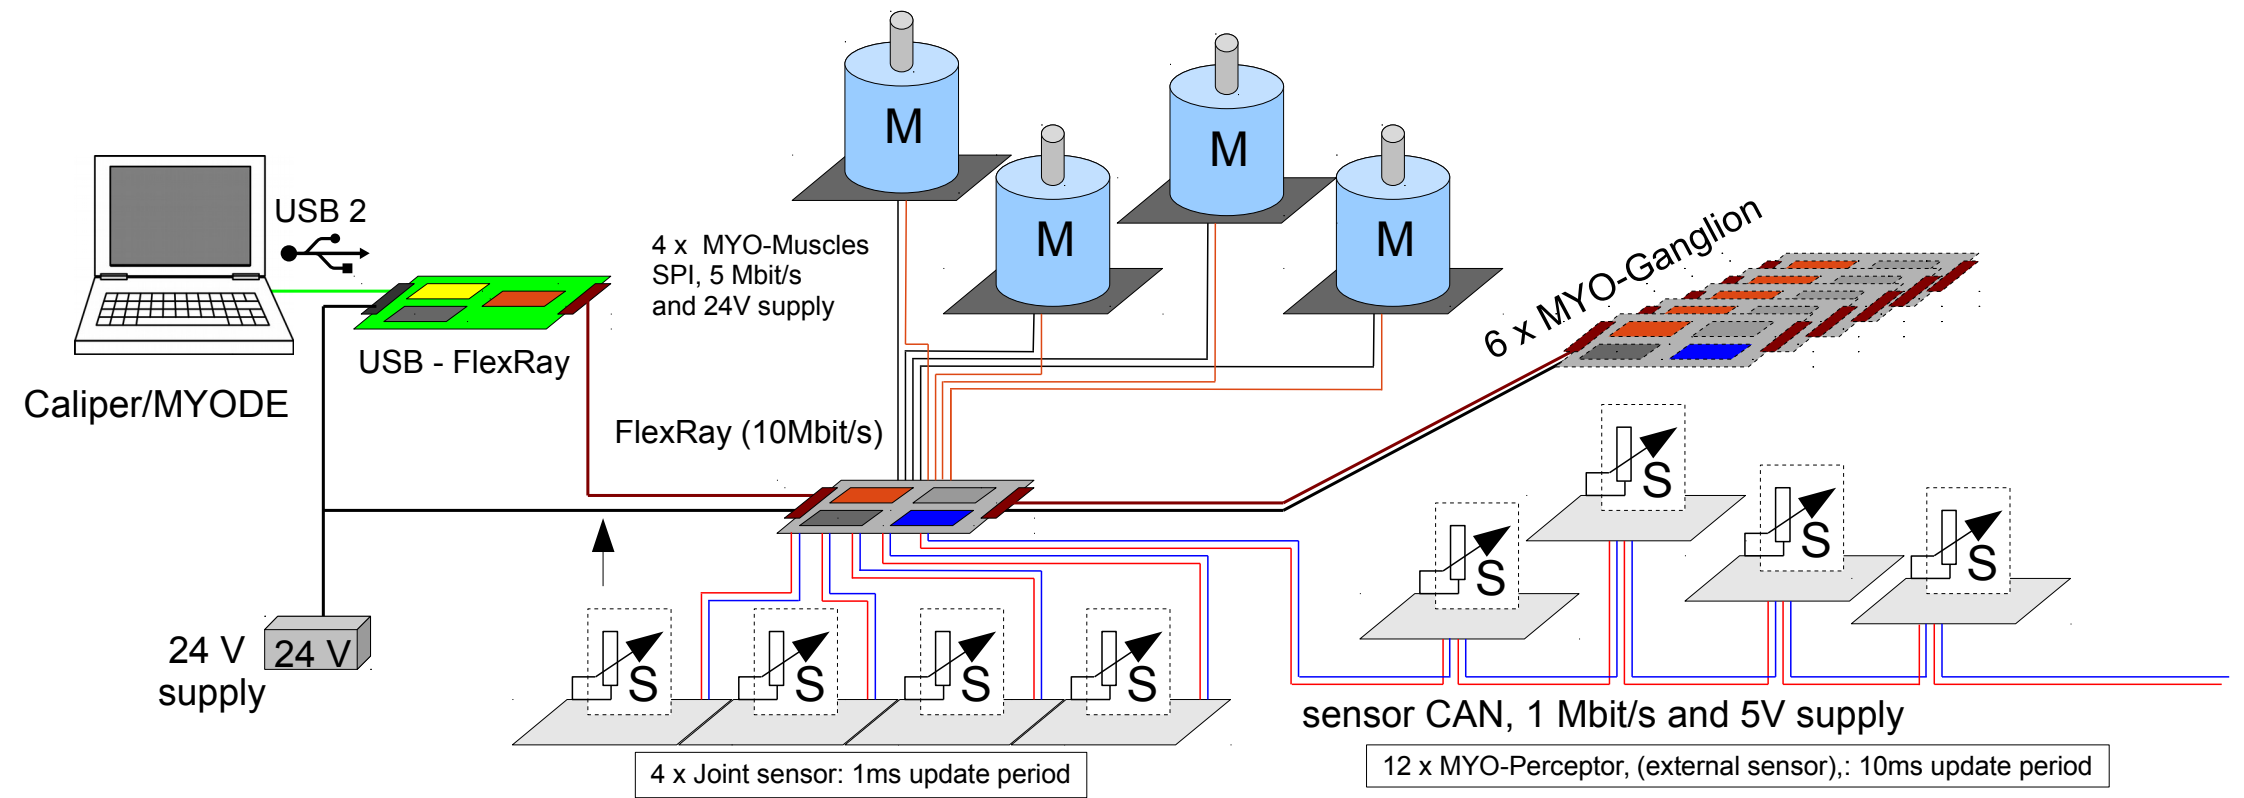 M
M
M
M
USB 2
4 x  MYO-Muscles
SPI, 5 Mbit/s
and 24V supply
6 x MYO-Ganglion
USB - FlexRay
Caliper/MYODE
FlexRay (10Mbit/s)
S
S
S
S
24 V
supply
24 V
S
S
S
S
sensor CAN, 1 Mbit/s and 5V supply
4 x Joint sensor: 1ms update period
12 x MYO-Perceptor, (external sensor),: 10ms update period